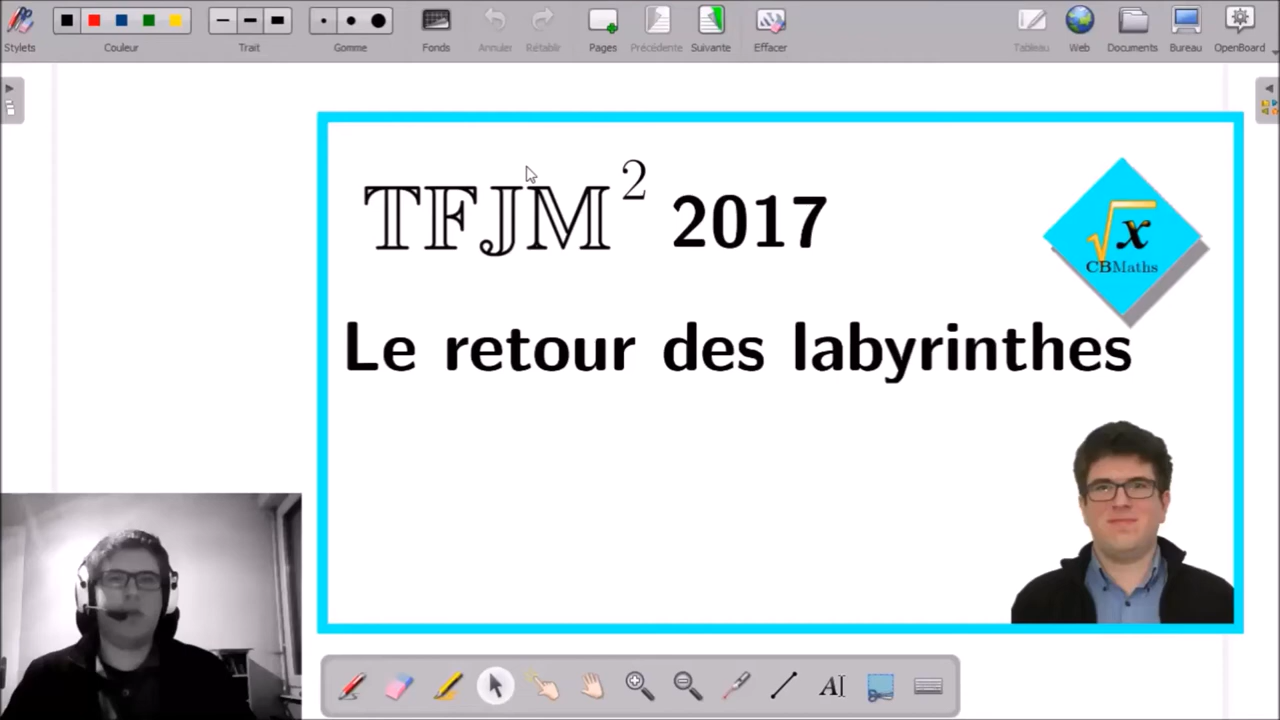 Stylets
Couleur
Trait
Gomme
Fonds
Annuler
Rétablir
Pages
Précédente
Suivante
Effacer
Tableau
Web
Documents
Bureau
OpenBoard
𝕋𝔽𝕁𝕄² 2017
√x
CBMaths
Le retour des labyrinthes
AI